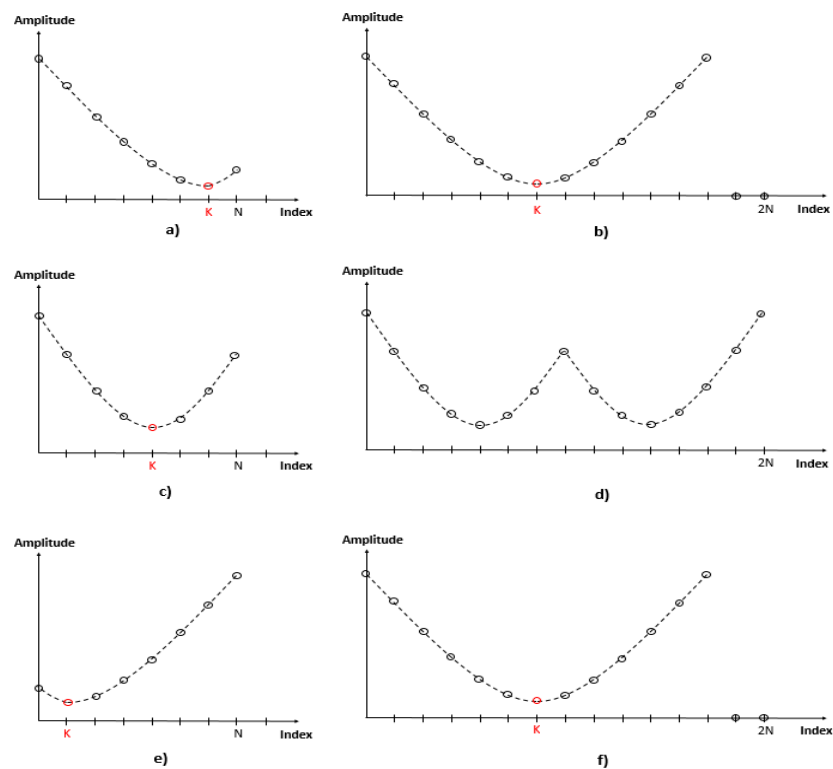 Amplitude
K N Index
a)
Amplitude
K 2N Index
b)
Amplitude
K N Index
c)
Amplitude
2N Index
d)
Amplitude
K N Index
e)
Amplitude
K 2N Index
f)